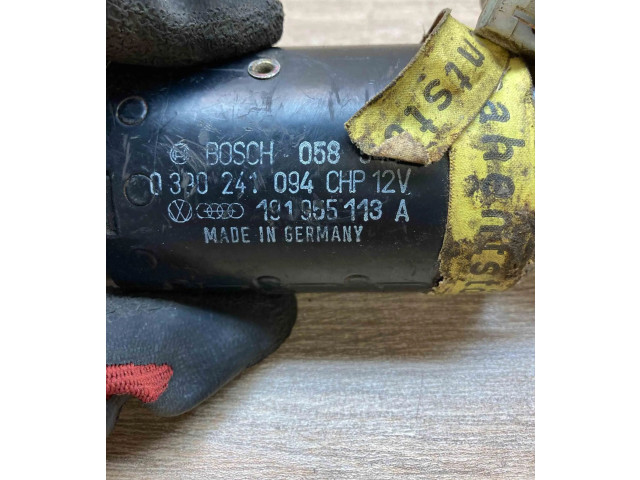 BOSCH 058
0 390 241 094 CHP 12V
191 955 113 A
MADE IN GERMANY